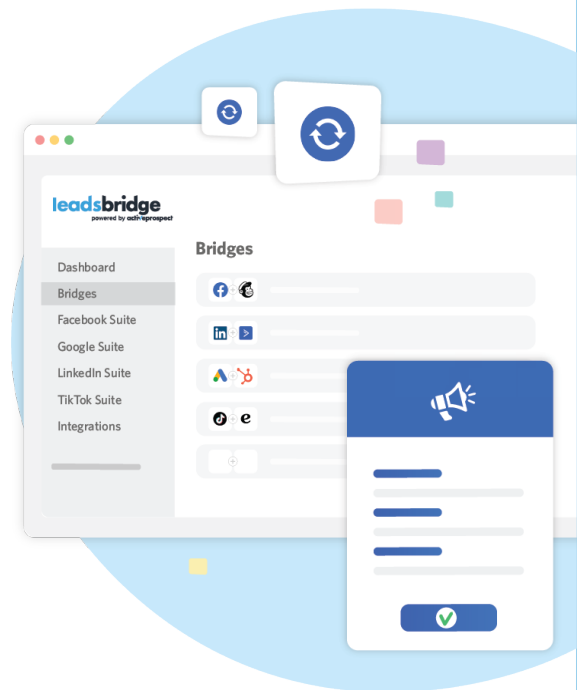 leadsbridge
powered by activeprospect
Bridges
Dashboard
Bridges
Facebook Suite
Google Suite
LinkedIn Suite
TikTok Suite
Integrations